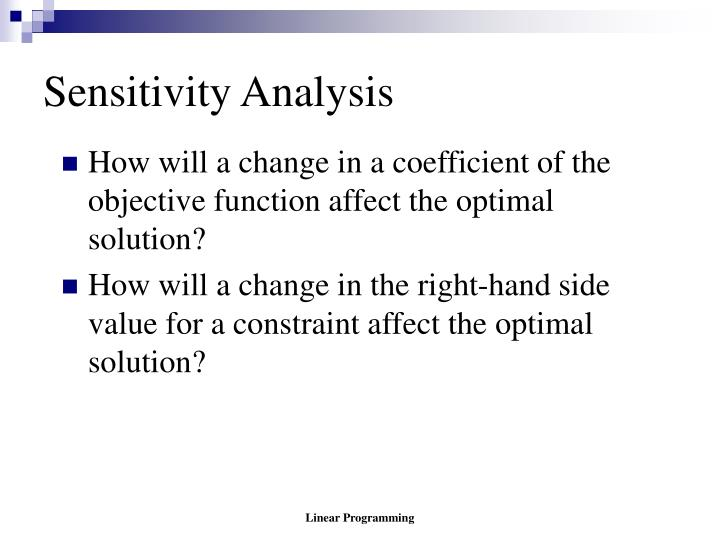 Sensitivity Analysis
How will a change in a coefficient of the
objective function affect the optimal
solution?
How will a change in the right-hand side
value for a constraint affect the optimal
solution?
Linear Programming